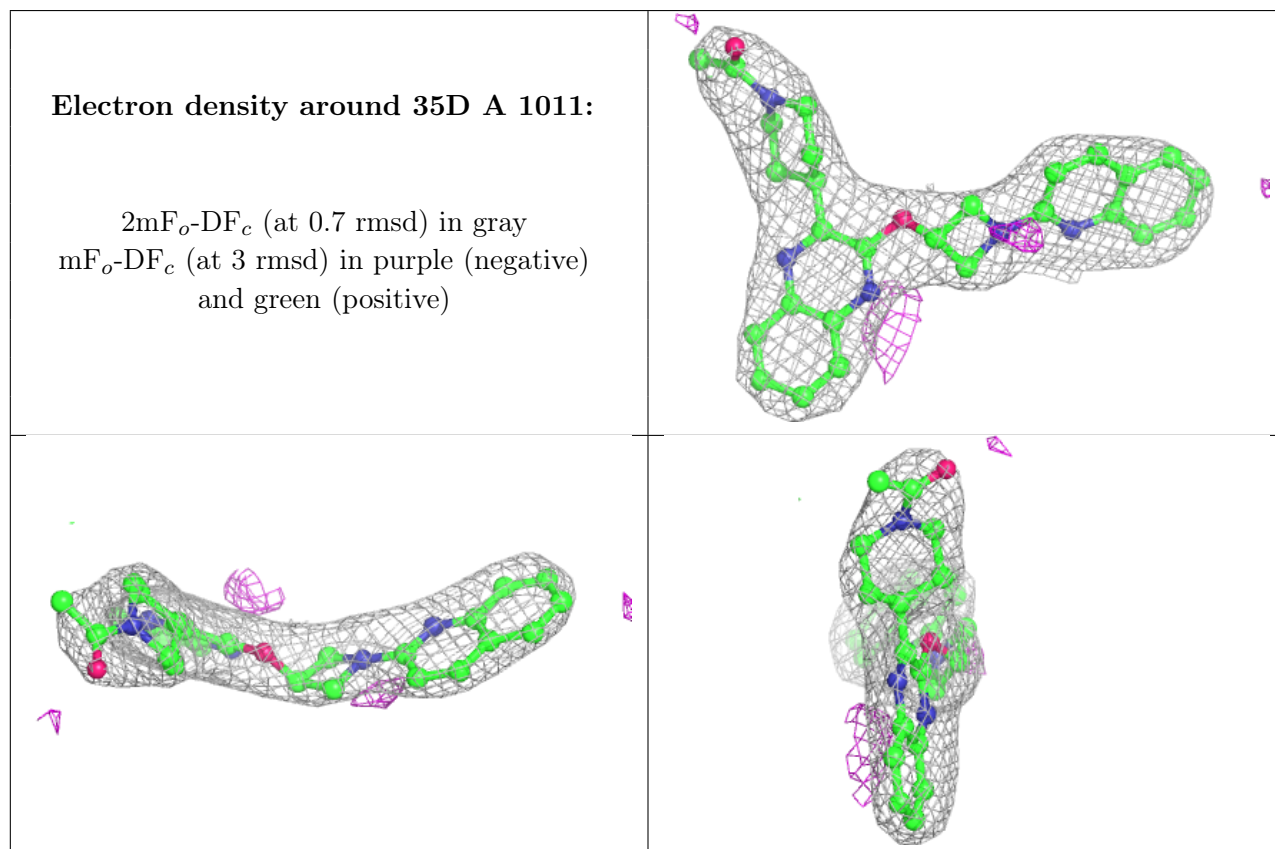 Electron density around 35D A 1011:
2mFₒ-DF𝒸 (at 0.7 rmsd) in gray
mFₒ-DF𝒸 (at 3 rmsd) in purple (negative)
and green (positive)